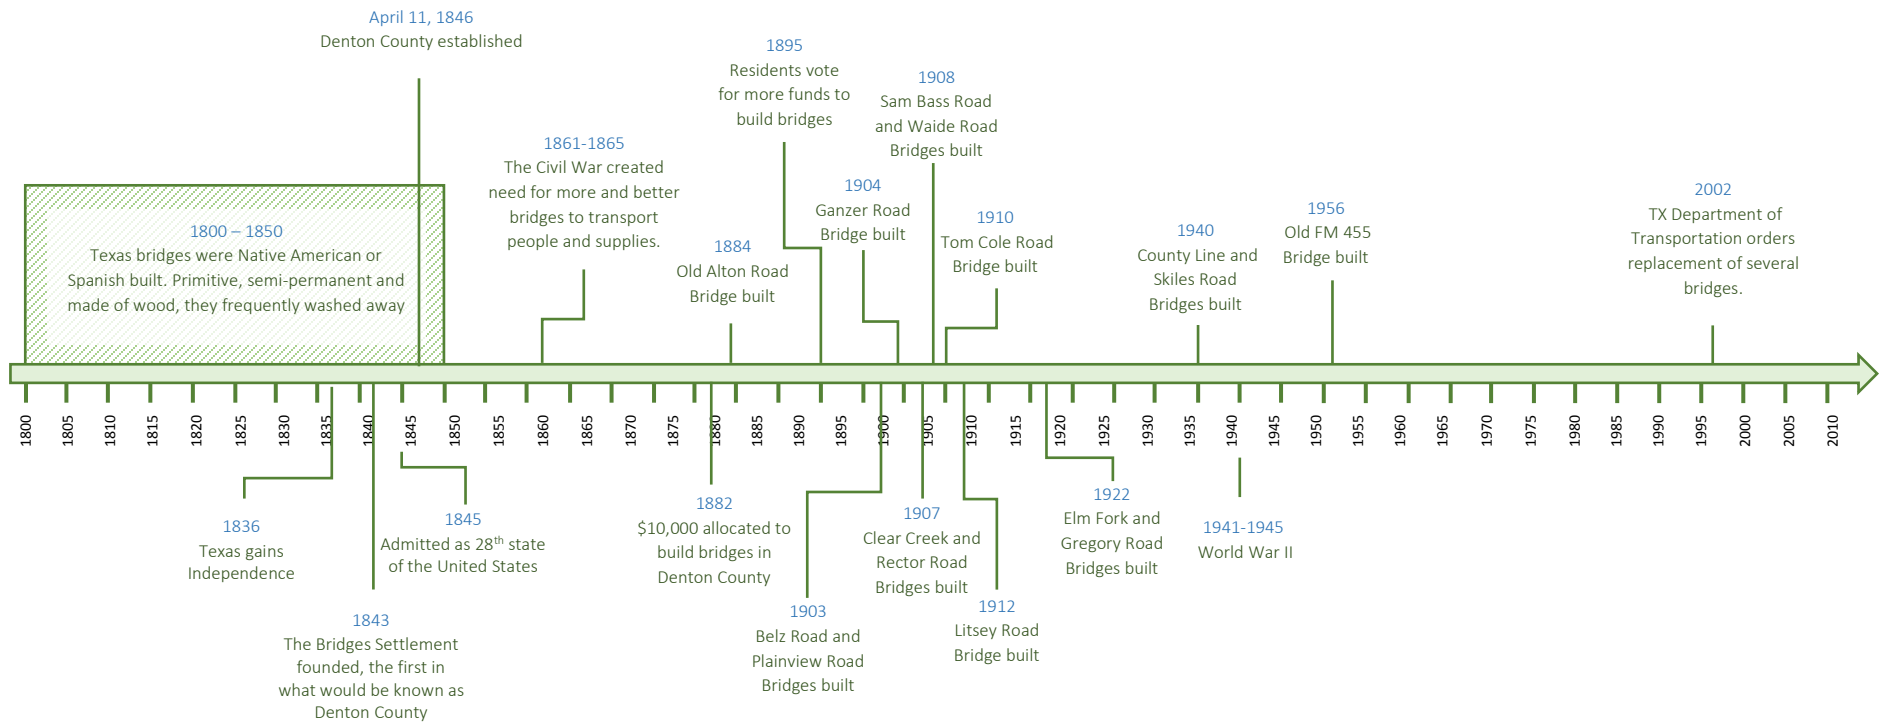 April 11, 1846
Denton County established
1895
Residents vote
for more funds to
build bridges
1908
Sam Bass Road
and Waide Road
Bridges built
1861-1865
The Civil War created
need for more and better
bridges to transport
people and supplies.
1904
Ganzer Road
Bridge built
2002
TX Department of
Transportation orders
replacement of several
bridges.
1956
Old FM 455
Bridge built
1910
Tom Cole Road
Bridge built
1940
County Line and
Skiles Road
Bridges built
1800 – 1850
Texas bridges were Native American or
Spanish built. Primitive, semi-permanent and
made of wood, they frequently washed away
1884
Old Alton Road
Bridge built
1800
1805
1810
1815
1820
1825
1830
1835
1840
1845
1850
1855
1860
1865
1870
1875
1880
1885
1890
1895
1900
1905
1910
1915
1920
1925
1930
1935
1940
1945
1950
1955
1960
1965
1970
1975
1980
1985
1990
1995
2000
2005
2010
1836
Texas gains
Independence
1843
The Bridges Settlement
founded, the first in
what would be known as
Denton County
1845
Admitted as 28th state
of the United States
1882
$10,000 allocated to
build bridges in
Denton County
1903
Belz Road and
Plainview Road
Bridges built
1907
Clear Creek and
Rector Road
Bridges built
1912
Litsey Road
Bridge built
1922
Elm Fork and
Gregory Road
Bridges built
1941-1945
World War II